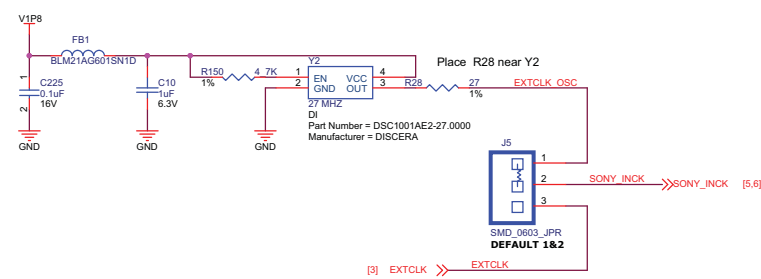 V1P8
FB1
BLM21AG601SN1D
Y2
Place R28 near Y2
R150 4_7K 1 EN VCC 4
1% 2 GND OUT 3 R28 27 EXTCLK_OSC
1%
1
C225
0.1uF
16V
2
C10
1uF
6.3V
27 MHZ
DI
Part Number = DSC1001AE2-27.0000
Manufacturer = DISCERA
GND
GND
GND
J5
1
2 SONY_INCK SONY_INCK [5,6]
3
SMD_0603_JPR
DEFAULT 1&2
[3] EXTCLK EXTCLK